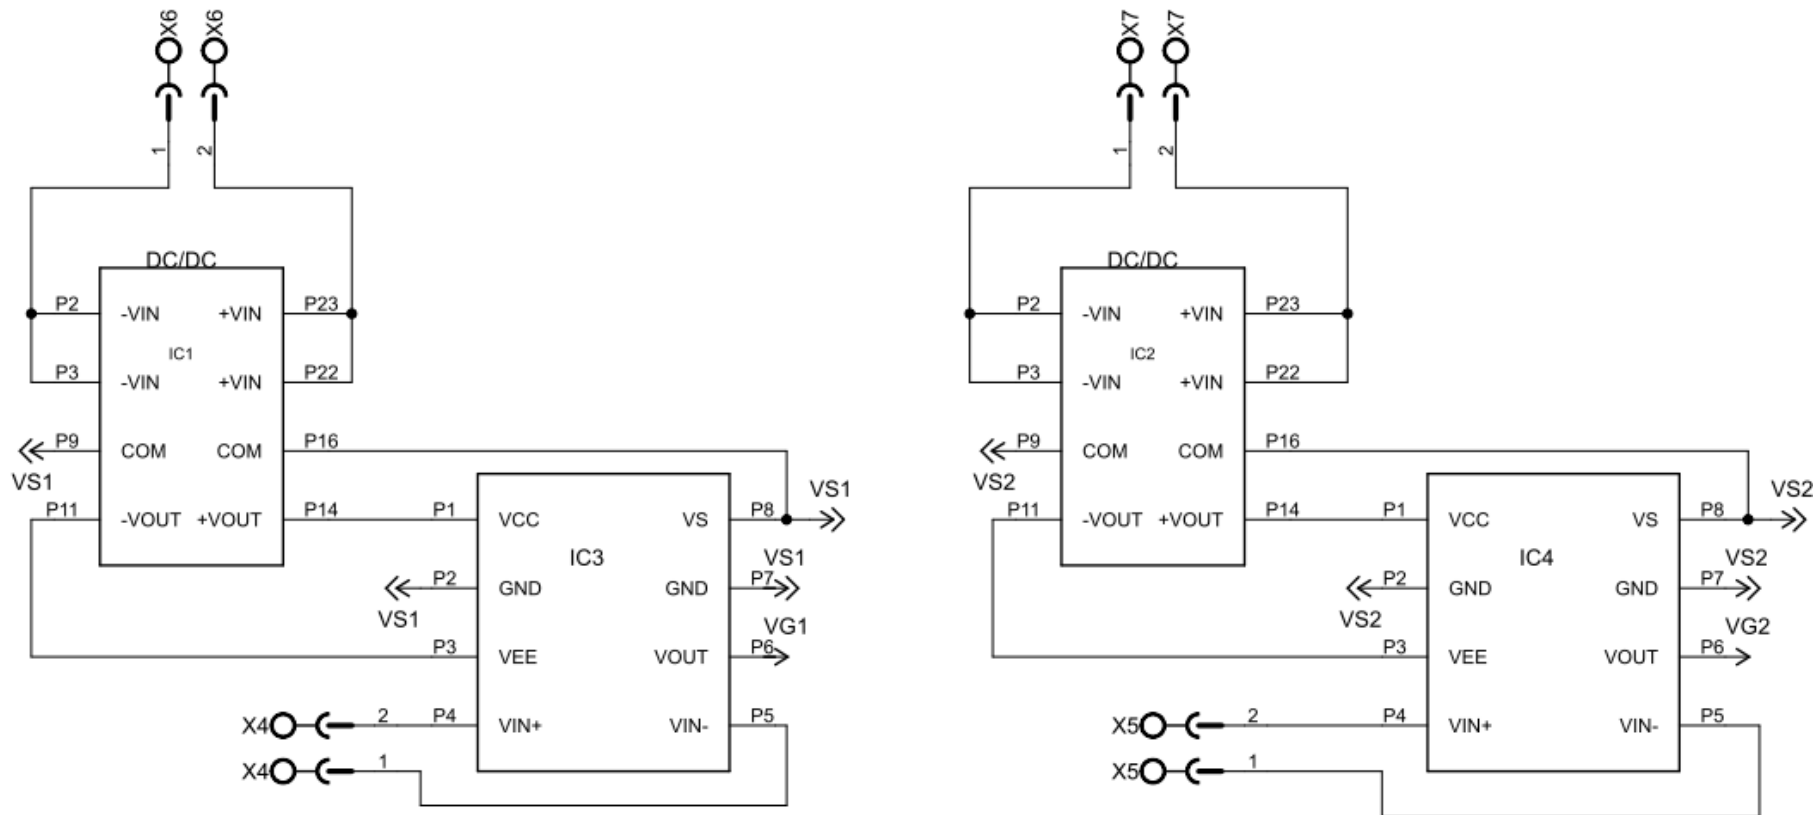 X6 X6
1 2
DC/DC
P2 -VIN +VIN P23
IC1
P3 -VIN +VIN P22
P9 COM COM P16
VS1
P11 -VOUT +VOUT P14
P1 VCC VS P8 VS1
IC3
P2 GND GND P7 VS1
VS1
P3 VEE VOUT P6 VG1
X4 2 P4 VIN+ VIN- P5
X4 1
X7 X7
1 2
DC/DC
P2 -VIN +VIN P23
IC2
P3 -VIN +VIN P22
P9 COM COM P16
VS2
P11 -VOUT +VOUT P14
P1 VCC VS P8 VS2
IC4
P2 GND GND P7 VS2
VS2
P3 VEE VOUT P6 VG2
X5 2 P4 VIN+ VIN- P5
X5 1